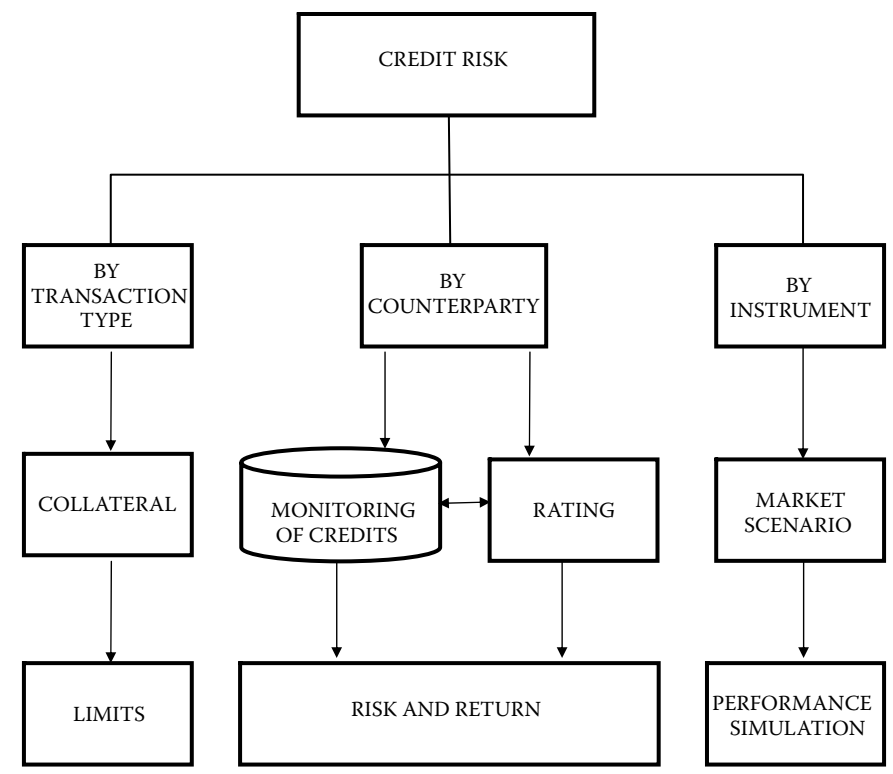 CREDIT RISK
BY
TRANSACTION
TYPE
BY
COUNTERPARTY
BY
INSTRUMENT
COLLATERAL
MONITORING
OF CREDITS
RATING
MARKET
SCENARIO
LIMITS
RISK AND RETURN
PERFORMANCE
SIMULATION